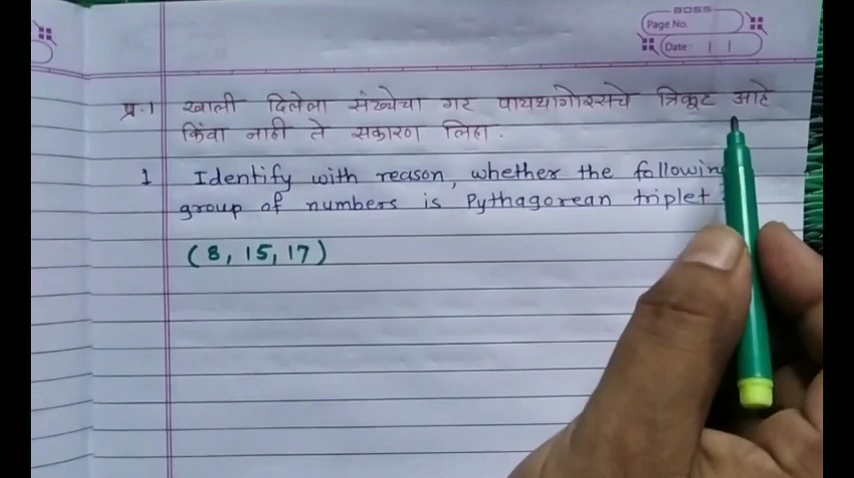 BOSS
Page No.
Date:
प्र.1 खाली दिलेला संख्येचा गट पायथागोरसचे त्रिकूट आहे
किंवा नाही ते सकारण लिहा.
1 Identify with reason, whether the following
group of numbers is Pythagorean triplet?
(8, 15, 17)